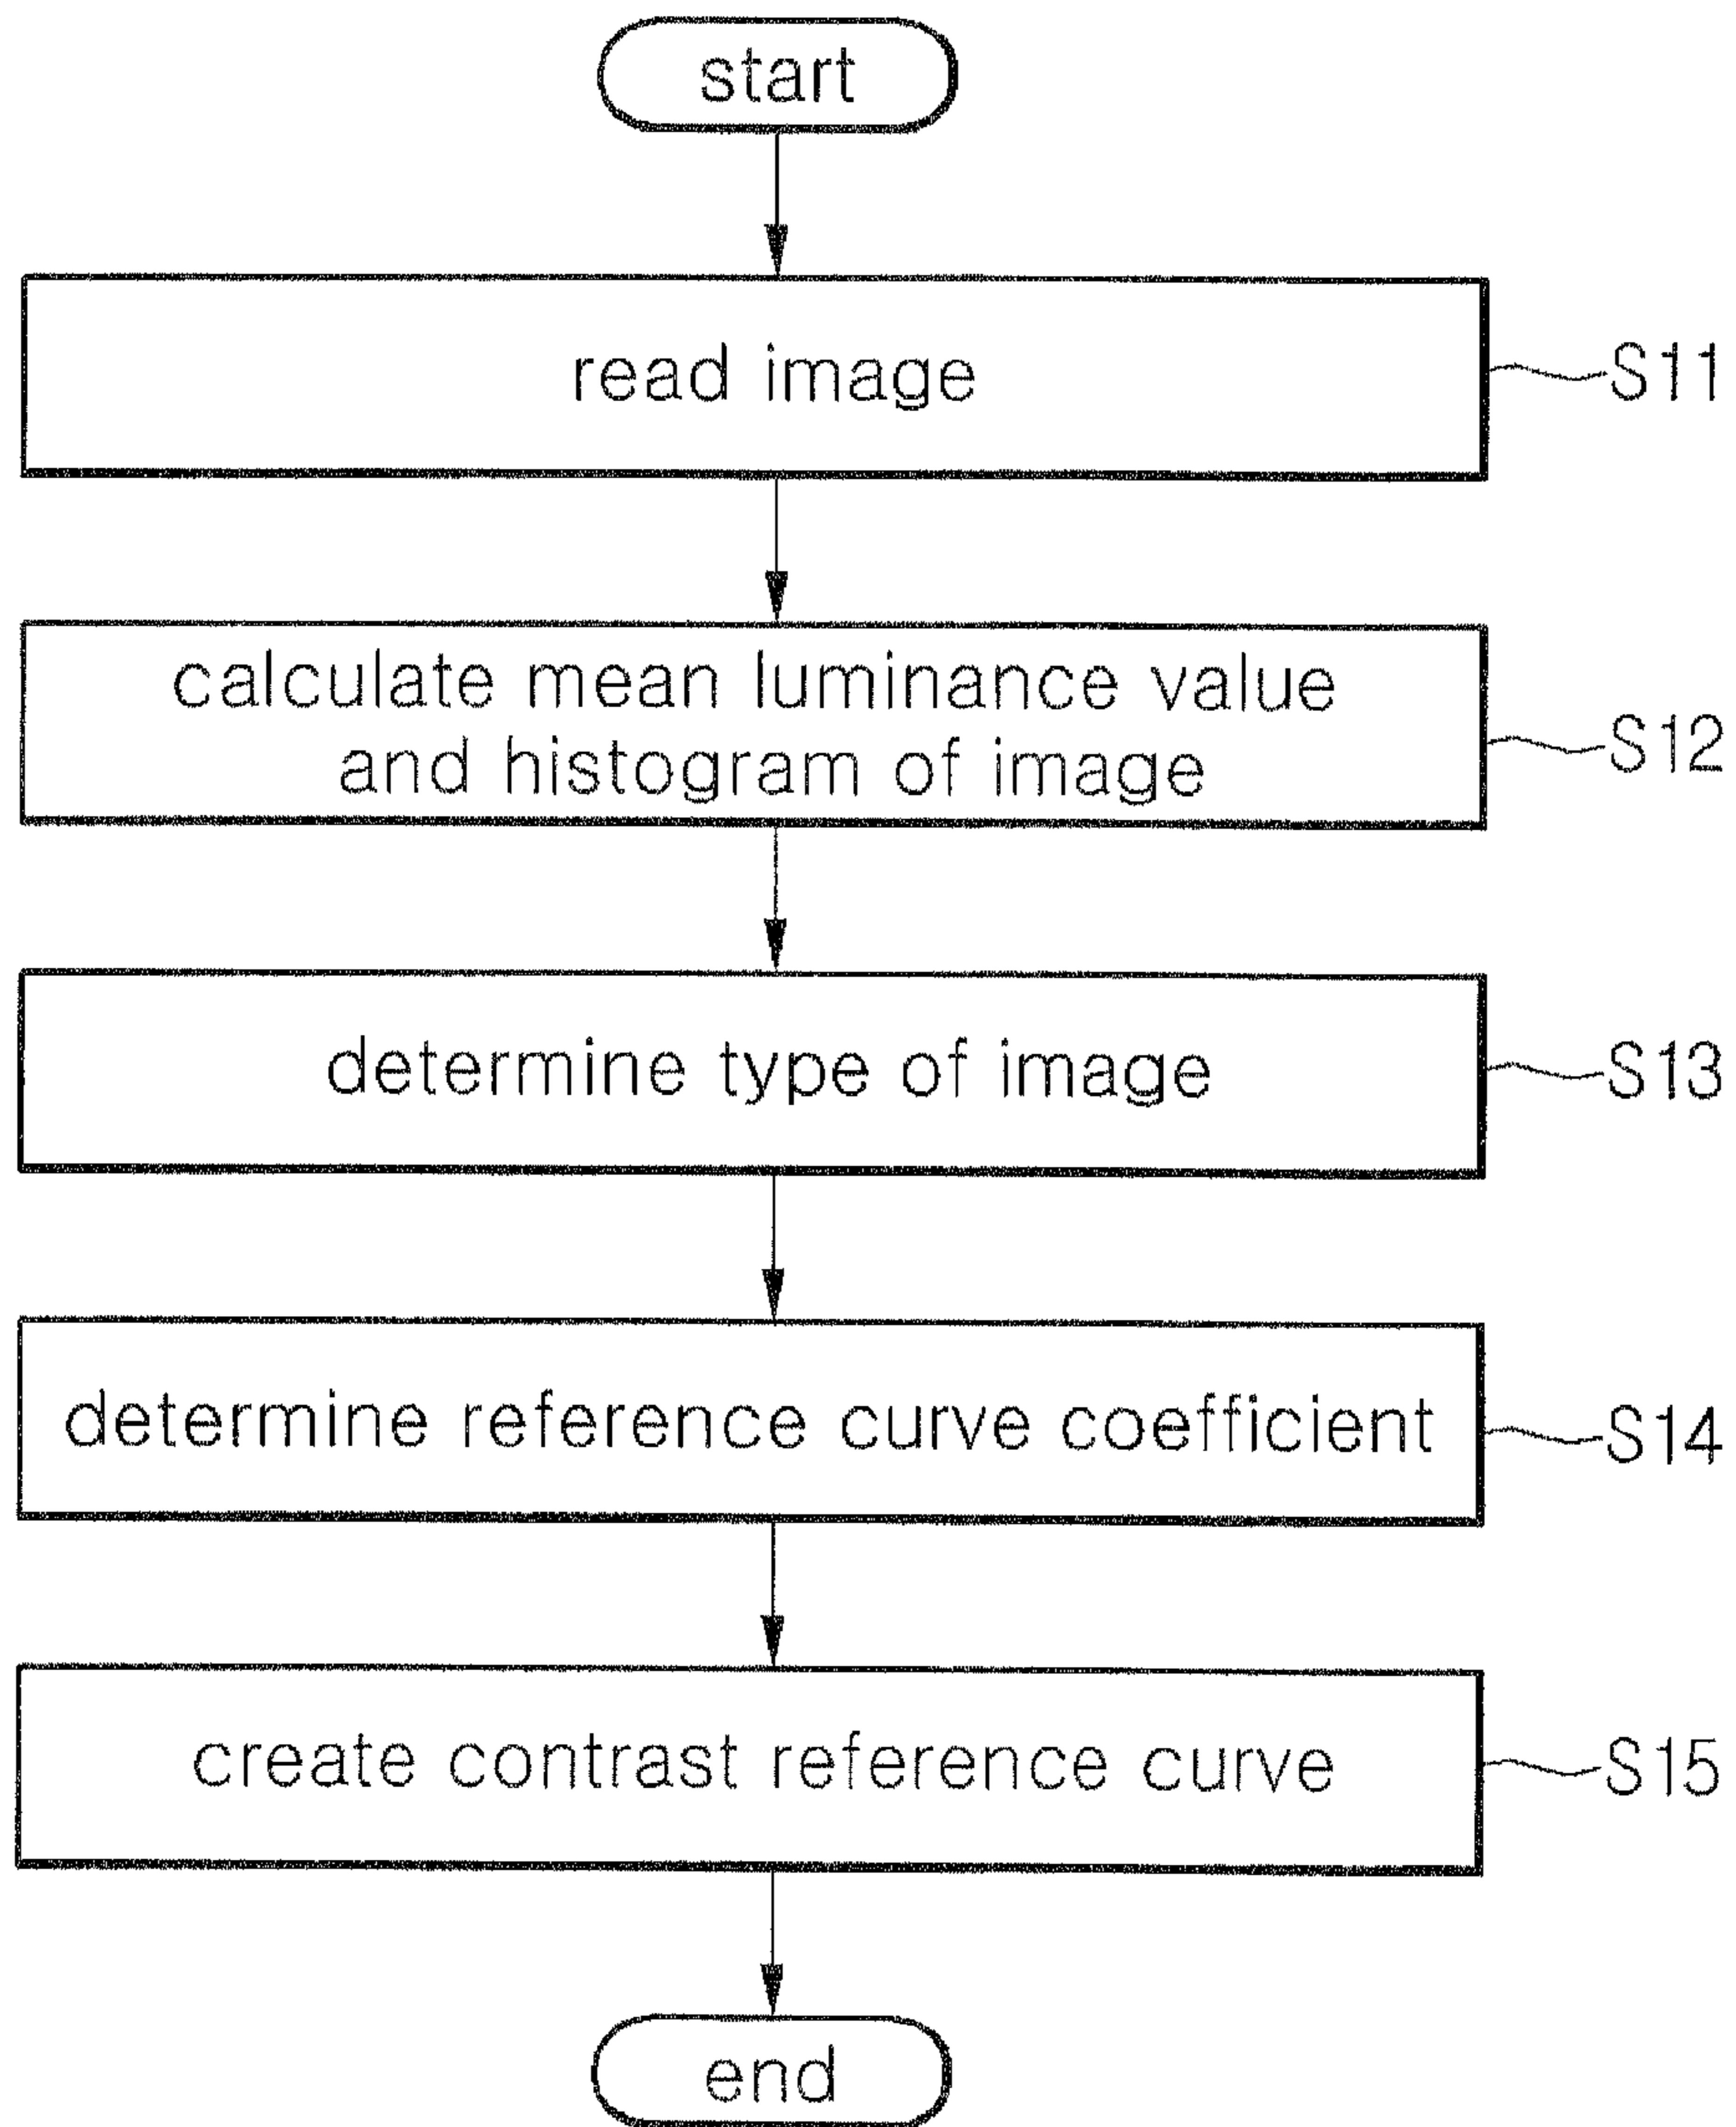 start
read image
S11
calculate mean luminance value
and histogram of image
S12
determine type of image
S13
determine reference curve coefficient
S14
create contrast reference curve
S15
end